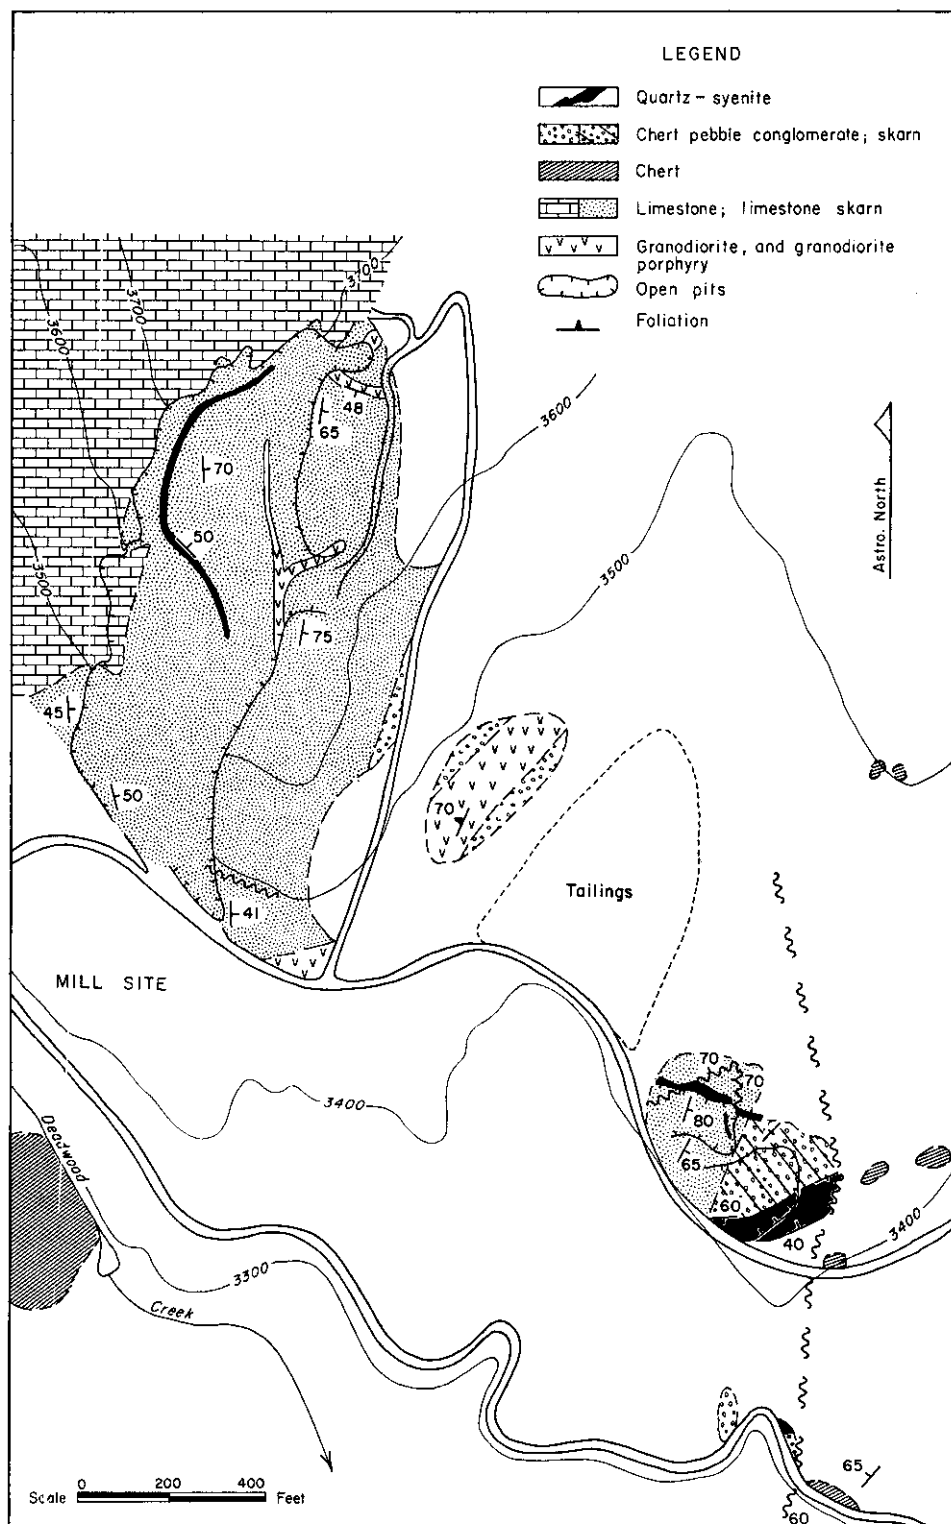 LEGEND
Quartz-syenite
Chert pebble conglomerate; skarn
Chert
Limestone; limestone skarn
Granodiorite, and granodiorite
porphyry
Open pits
Foliation
3700
3700
3600
48
65
3600
70
Astro. North
50
3500
3500
75
45
70
50
Tailings
41
MILL SITE
70
70
3400
80
Deadwood
65
60
3400
40
3300
Creek
65
Scale 0 200 400 Feet
60